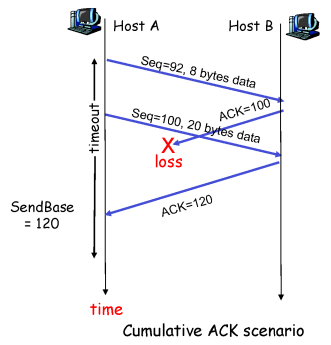 Host A
Host B
Seq=92, 8 bytes data
ACK=100
Seq=100, 20 bytes data
timeout
X
loss
ACK=120
SendBase
= 120
time
Cumulative ACK scenario